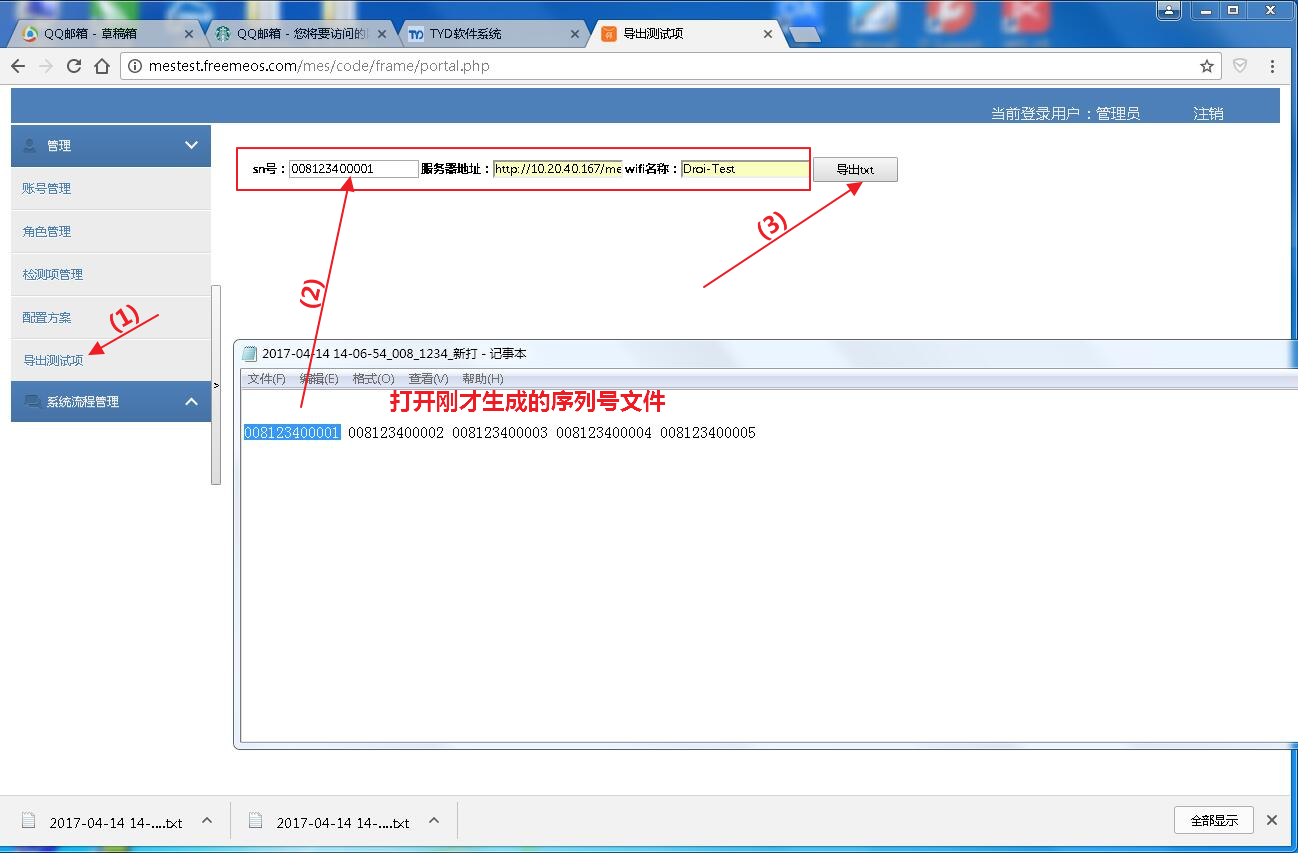 QQ邮箱 - 草稿箱
QQ邮箱 - 您将要访问的
TYD软件系统
导出测试项
mestest.freemeos.com/mes/code/frame/portal.php
当前登录用户：管理员
注销
管理
账号管理
角色管理
检测项管理
配置方案
导出测试项
系统流程管理
>
sn号：008123400001 服务器地址：http://10.20.40.167/me wifi名称：Droi-Test 导出txt
(1)
(2)
(3)
2017-04-14 14-06-54_008_1234_新打 - 记事本
文件(F) 编辑(E) 格式(O) 查看(V) 帮助(H)
打开刚才生成的序列号文件
008123400001 008123400002 008123400003 008123400004 008123400005
2017-04-14 14-....txt
2017-04-14 14-....txt
全部显示